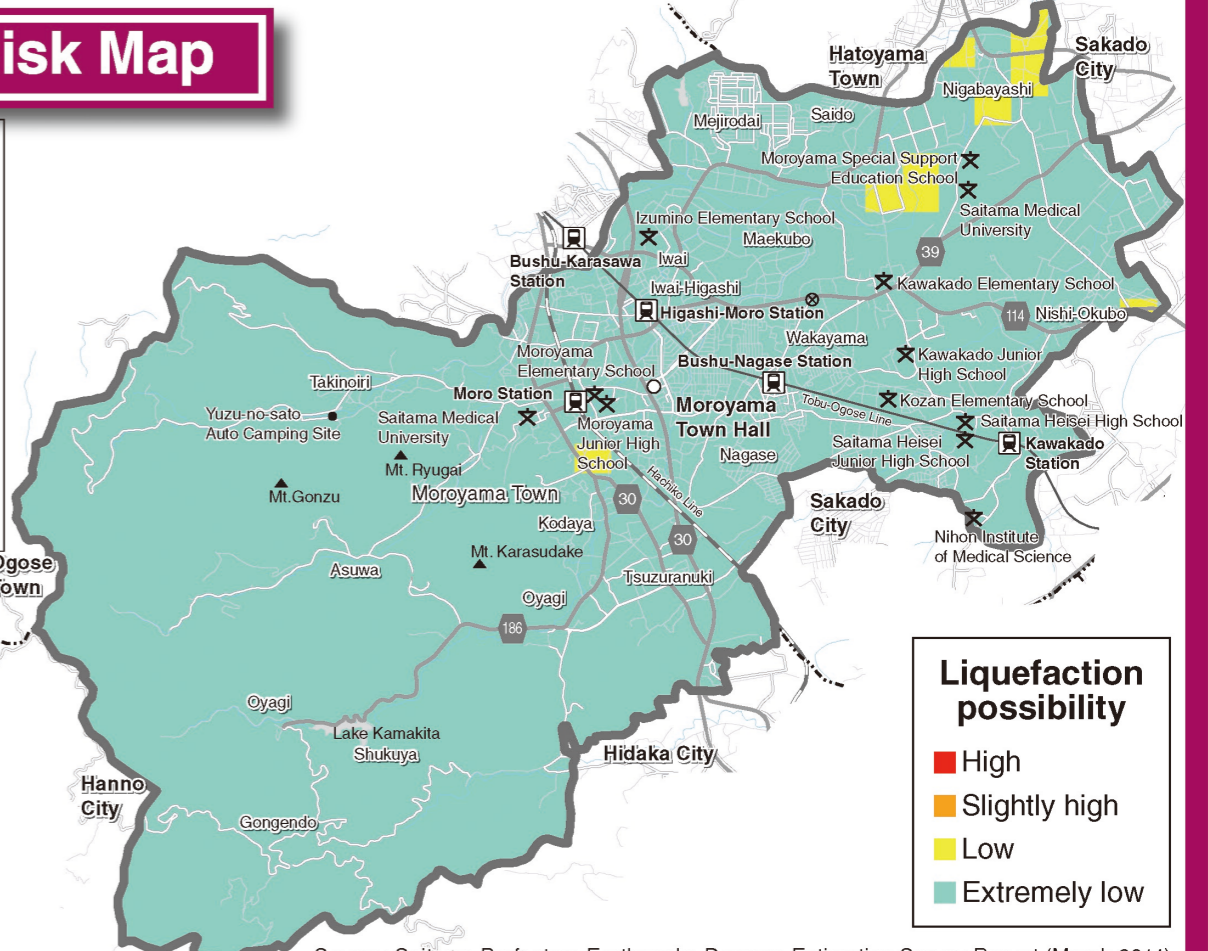 isk Map
Hatoyama
Town
Sakado
City
Nigabayashi
Mejirodai
Saido
Moroyama Special Support
Education School
Saitama Medical
University
Izumino Elementary School
Maekubo
39
Bushu-Karasawa
Station
Iwai
Iwai-Higashi
Kawakado Elementary School
Higashi-Moro Station
114
Nishi-Okubo
Wakayama
Moroyama
Elementary School
Bushu-Nagase Station
Kawakado Junior
High School
Takinoiri
Moro Station
Tobu-Ogose Line
Kozan Elementary School
Yuzu-no-sato
Auto Camping Site
Saitama Medical
University
Moroyama
Junior High
School
Moroyama
Town Hall
Saitama Heisei High School
Saitama Heisei
Junior High School
Kawakado
Station
Nagase
Mt. Ryugai
Mt.Gonzu
Moroyama Town
Hachiko Line
30
Sakado
City
Kodaya
30
Nihon Institute
of Medical Science
Mt. Karasudake
Ogose
Town
Asuwa
Tsuzuranuki
Oyagi
186
Oyagi
Lake Kamakita
Shukuya
Hidaka City
Hanno
City
Gongendo
Liquefaction
possibility
High
Slightly high
Low
Extremely low